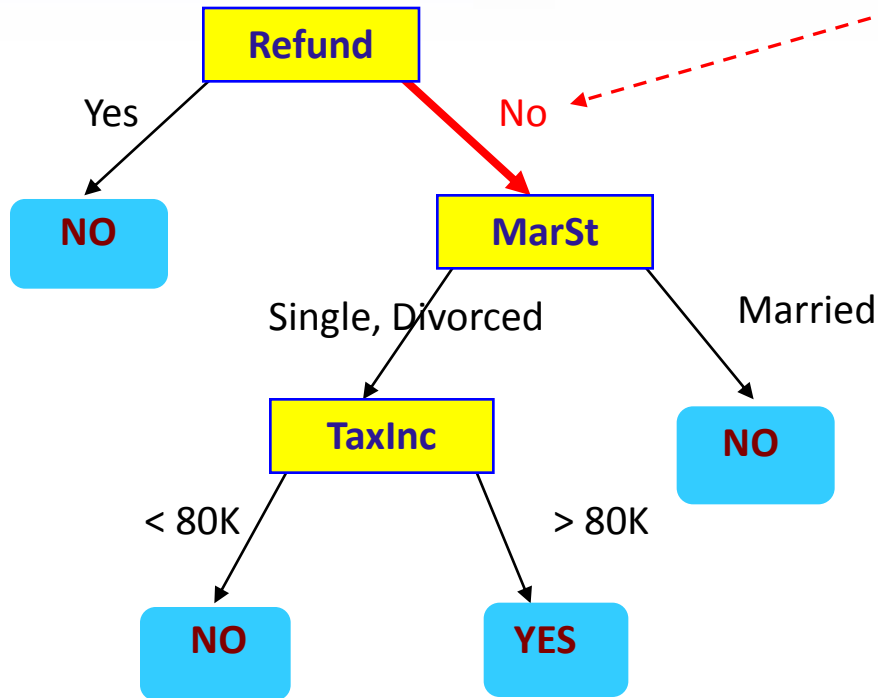 Refund
Yes
No
NO
MarSt
Single, Divorced
Married
TaxInc
NO
< 80K
> 80K
NO
YES